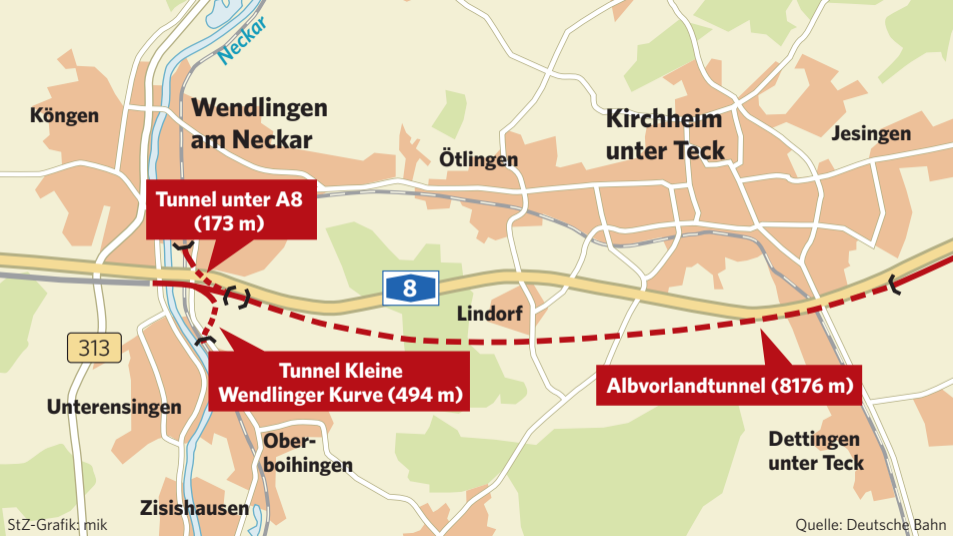 Neckar
Wendlingen
am Neckar
Köngen
Kirchheim
unter Teck
Jesingen
Ötlingen
Tunnel unter A8
(173 m)
8
Lindorf
313
Tunnel Kleine
Wendlinger Kurve (494 m)
Albvorlandtunnel (8176 m)
Unterensingen
Ober-
boihingen
Dettingen
unter Teck
Zisishausen
StZ-Grafik: mik
Quelle: Deutsche Bahn